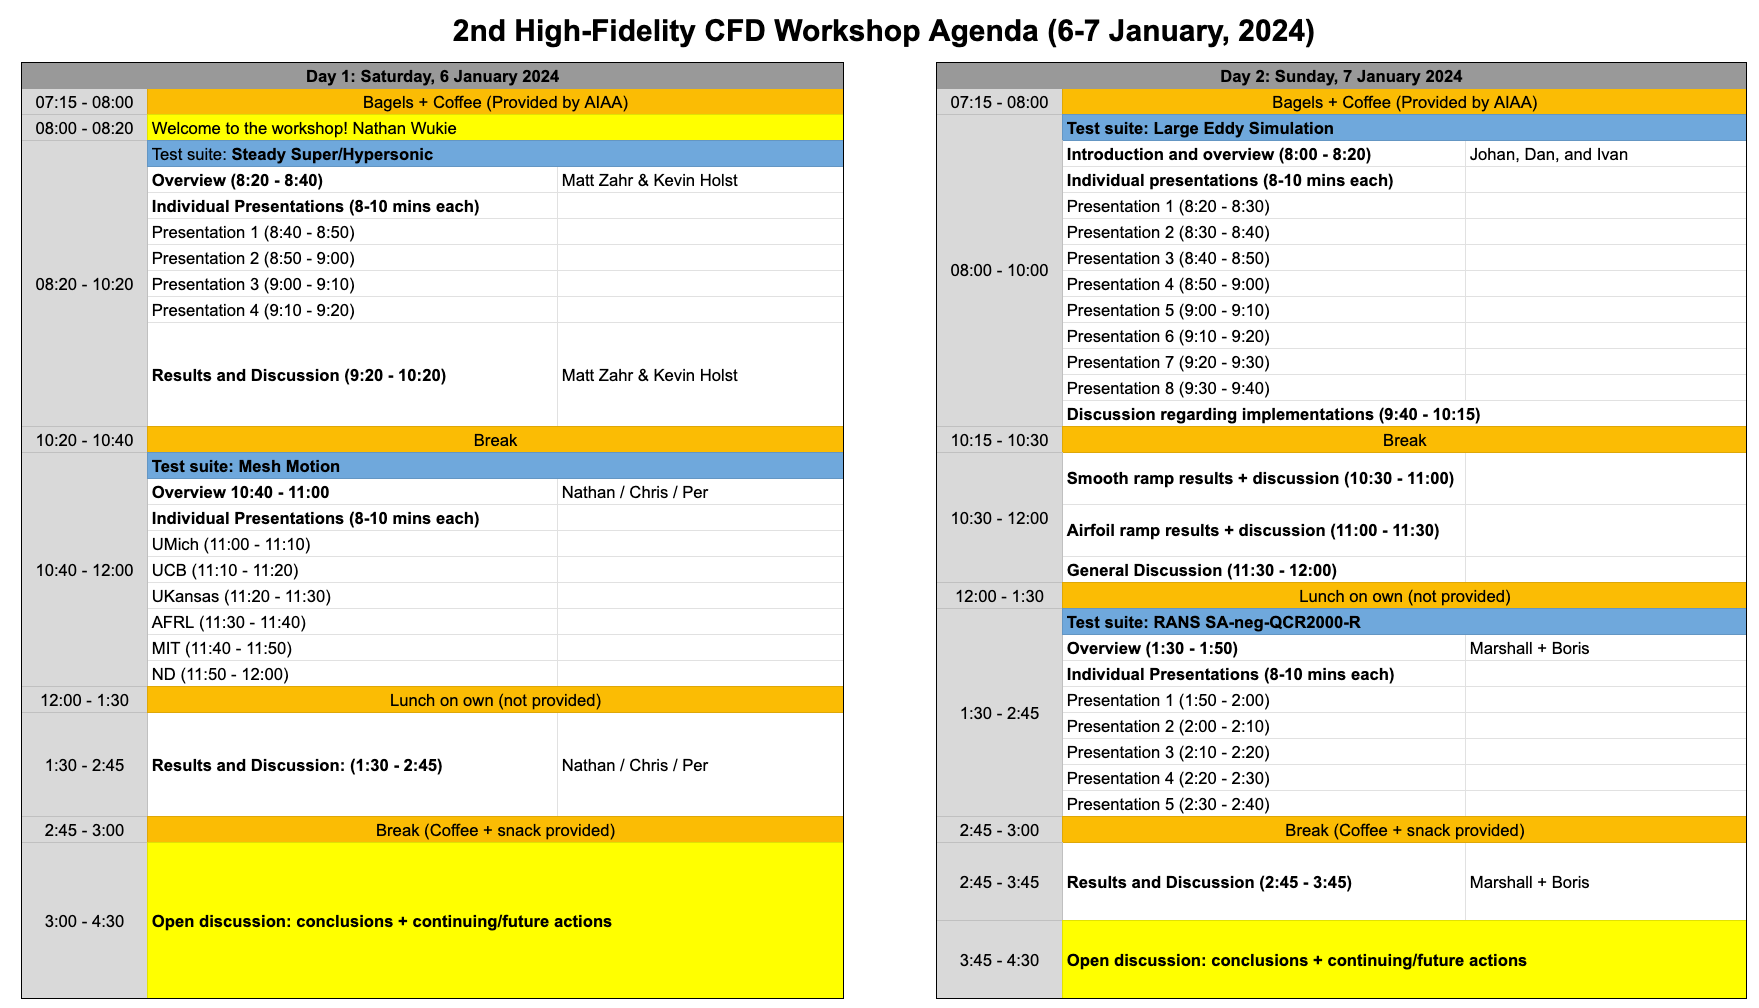 2nd High-Fidelity CFD Workshop Agenda (6-7 January, 2024)
Day 1: Saturday, 6 January 2024
07:15 - 08:00 Bagels + Coffee (Provided by AIAA)
08:00 - 08:20 Welcome to the workshop! Nathan Wukie
08:20 - 10:20
Test suite: Steady Super/Hypersonic
Overview (8:20 - 8:40) Matt Zahr & Kevin Holst
Individual Presentations (8-10 mins each)
Presentation 1 (8:40 - 8:50)
Presentation 2 (8:50 - 9:00)
Presentation 3 (9:00 - 9:10)
Presentation 4 (9:10 - 9:20)
Results and Discussion (9:20 - 10:20) Matt Zahr & Kevin Holst
10:20 - 10:40 Break
10:40 - 12:00
Test suite: Mesh Motion
Overview 10:40 - 11:00 Nathan / Chris / Per
Individual Presentations (8-10 mins each)
UMich (11:00 - 11:10)
UCB (11:10 - 11:20)
UKansas (11:20 - 11:30)
AFRL (11:30 - 11:40)
MIT (11:40 - 11:50)
ND (11:50 - 12:00)
12:00 - 1:30 Lunch on own (not provided)
1:30 - 2:45 Results and Discussion: (1:30 - 2:45) Nathan / Chris / Per
2:45 - 3:00 Break (Coffee + snack provided)
3:00 - 4:30 Open discussion: conclusions + continuing/future actions
Day 2: Sunday, 7 January 2024
07:15 - 08:00 Bagels + Coffee (Provided by AIAA)
08:00 - 10:00
Test suite: Large Eddy Simulation
Introduction and overview (8:00 - 8:20) Johan, Dan, and Ivan
Individual presentations (8-10 mins each)
Presentation 1 (8:20 - 8:30)
Presentation 2 (8:30 - 8:40)
Presentation 3 (8:40 - 8:50)
Presentation 4 (8:50 - 9:00)
Presentation 5 (9:00 - 9:10)
Presentation 6 (9:10 - 9:20)
Presentation 7 (9:20 - 9:30)
Presentation 8 (9:30 - 9:40)
Discussion regarding implementations (9:40 - 10:15)
10:15 - 10:30 Break
10:30 - 12:00
Smooth ramp results + discussion (10:30 - 11:00)
Airfoil ramp results + discussion (11:00 - 11:30)
General Discussion (11:30 - 12:00)
12:00 - 1:30 Lunch on own (not provided)
1:30 - 2:45
Test suite: RANS SA-neg-QCR2000-R
Overview (1:30 - 1:50) Marshall + Boris
Individual Presentations (8-10 mins each)
Presentation 1 (1:50 - 2:00)
Presentation 2 (2:00 - 2:10)
Presentation 3 (2:10 - 2:20)
Presentation 4 (2:20 - 2:30)
Presentation 5 (2:30 - 2:40)
2:45 - 3:00 Break (Coffee + snack provided)
2:45 - 3:45 Results and Discussion (2:45 - 3:45) Marshall + Boris
3:45 - 4:30 Open discussion: conclusions + continuing/future actions